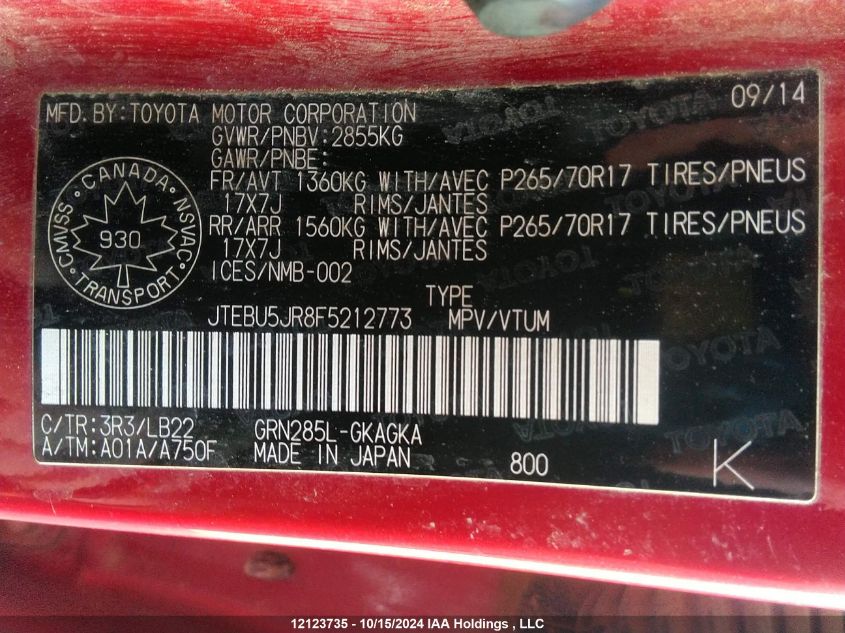 MFD. BY: TOYOTA MOTOR CORPORATION 09/14
GVWR/PNBV: 2855KG
GAWR/PNBE:
FR/AVT 1360KG WITH/AVEC P265/70R17 TIRES/PNEUS
17X7J RIMS/JANTES
RR/ARR 1560KG WITH/AVEC P265/70R17 TIRES/PNEUS
17X7J RIMS/JANTES
ICES/NMB-002
CANADA
CMVSS 930 NSVAC
TRANSPORT
TYPE
JTEBU5JR8F5212773 MPV/VTUM
C/TR: 3R3/LB22 GRN285L-GKAGKA
A/TM: A01A/A750F MADE IN JAPAN 800 K
TOYOTA
12123735 - 10/15/2024 IAA Holdings , LLC